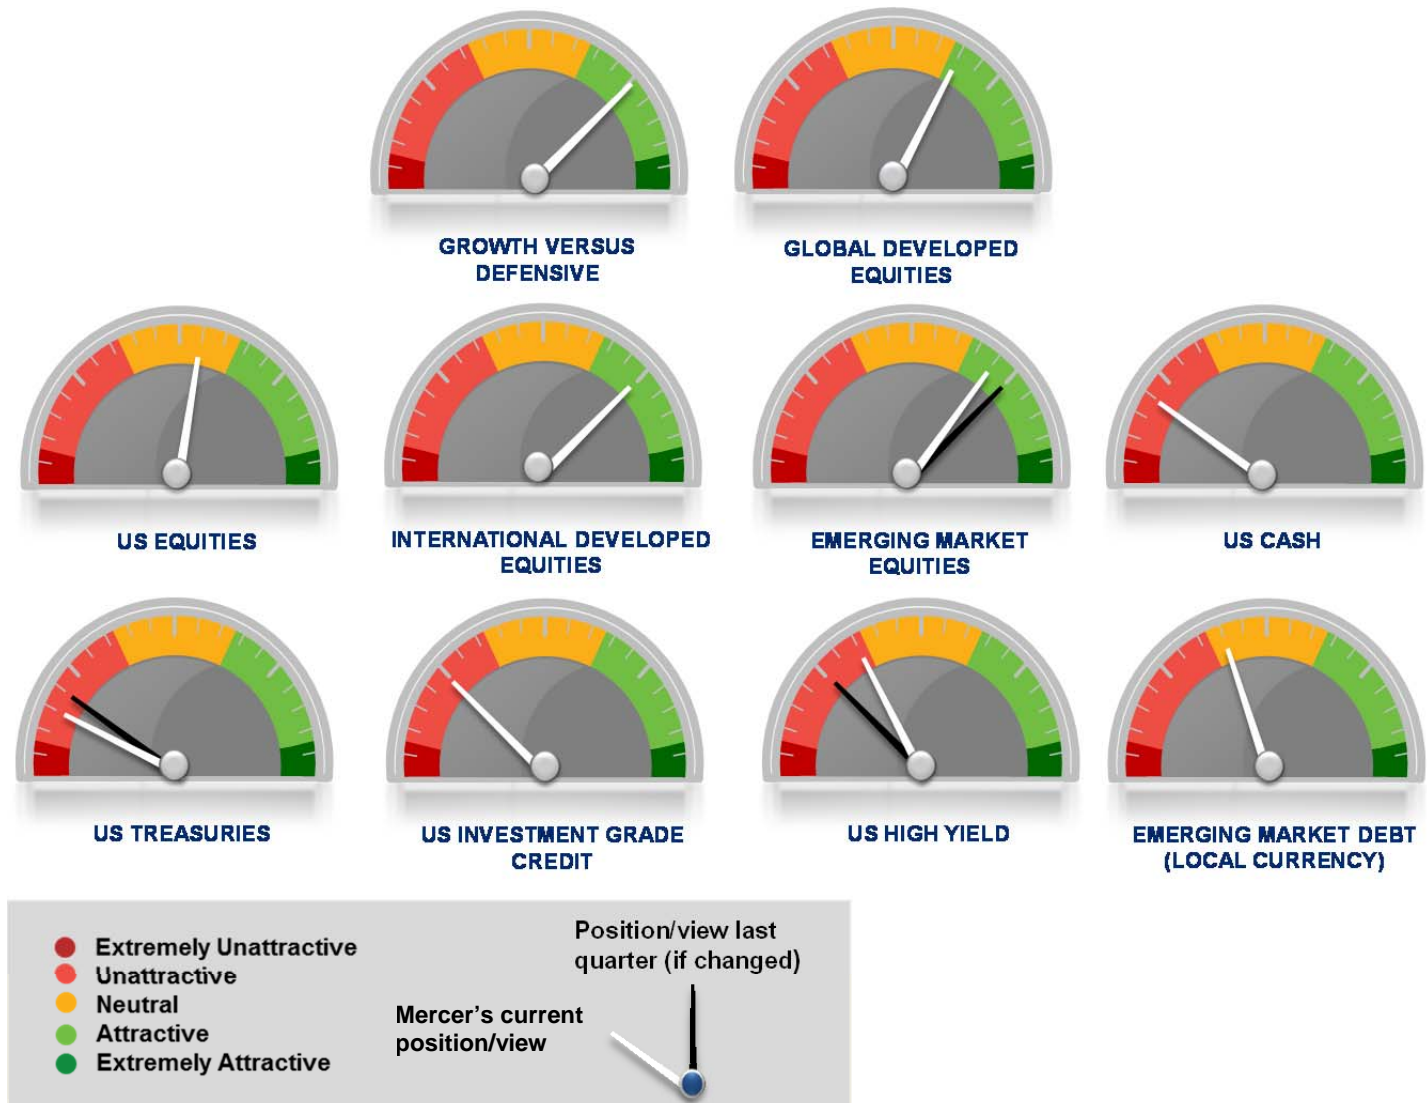 GROWTH VERSUS
DEFENSIVE
GLOBAL DEVELOPED
EQUITIES
US EQUITIES
INTERNATIONAL DEVELOPED
EQUITIES
EMERGING MARKET
EQUITIES
US CASH
US TREASURIES
US INVESTMENT GRADE
CREDIT
US HIGH YIELD
EMERGING MARKET DEBT
(LOCAL CURRENCY)
Extremely Unattractive
Unattractive
Neutral
Attractive
Extremely Attractive
Mercer’s current
position/view
Position/view last
quarter (if changed)